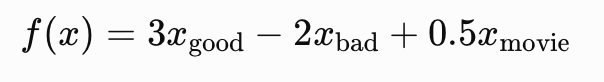 f(x) = 3x_good − 2x_bad + 0.5x_movie